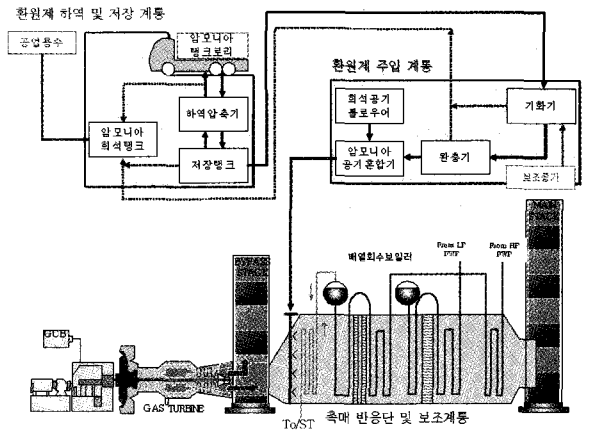 환원제 하역 및 저장 계통
공업용수
암모니아
탱크로리
하역압축기
암모니아
희석탱크
저장탱크
환원제 주입 계통
희석공기
블로우어
기화기
암모니아
공기 혼합기
완충기
보조증기
BYPASS
STACK
MAIN
STACK
배열회수보일러
From LP
FWP
From HP
FWP
GCB
GAS TURBINE
To/ST
촉매 반응단 및 보조계통